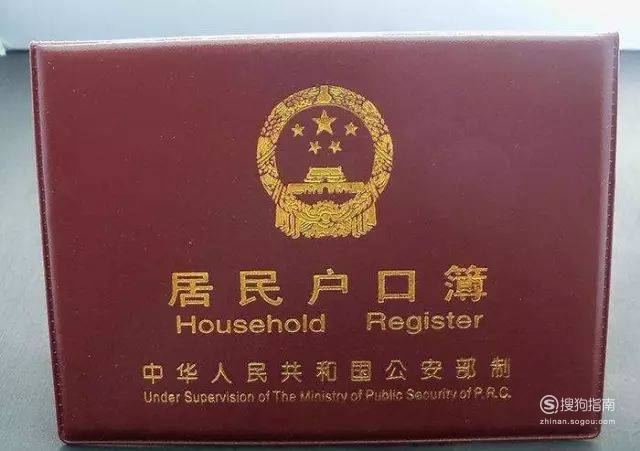 居民户口簿
Household Register
中华人民共和国公安部制
Under Supervision of The Ministry of Public Security of P.R.C.
搜狗指南
zhinan.sogou.com